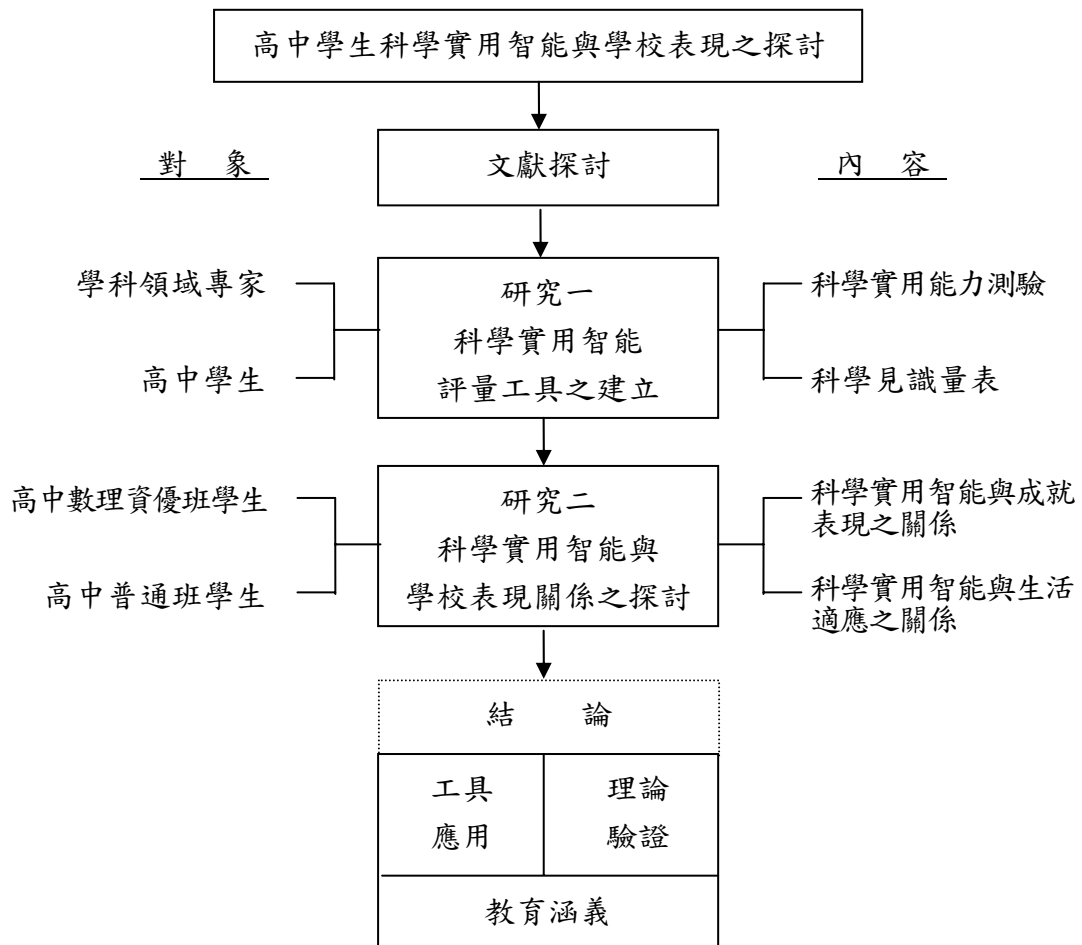 高中學生科學實用智能與學校表現之探討
對 象
文獻探討
內 容
學科領域專家
高中學生
研究一
科學實用智能
評量工具之建立
科學實用能力測驗
科學見識量表
高中數理資優班學生
高中普通班學生
研究二
科學實用智能與
學校表現關係之探討
科學實用智能與成就
表現之關係
科學實用智能與生活
適應之關係
結 論
工具
應用
理論
驗證
教育涵義